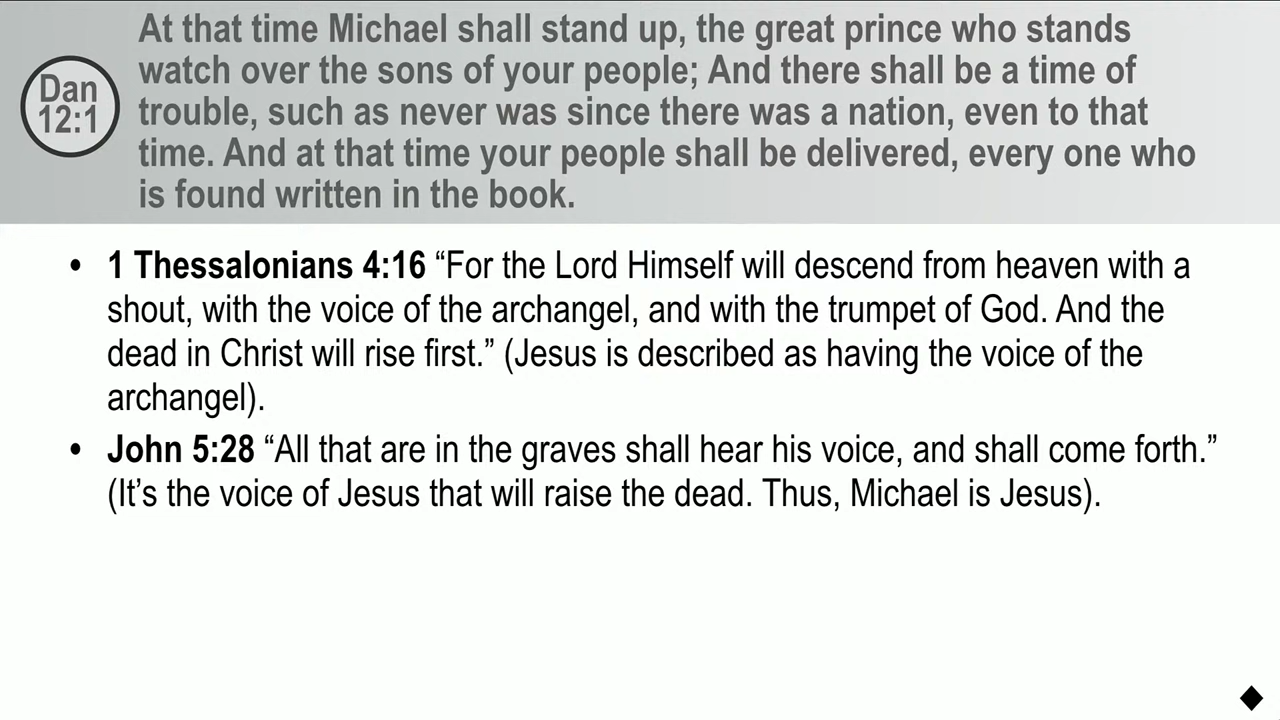 Dan
12:1
At that time Michael shall stand up, the great prince who stands
watch over the sons of your people; And there shall be a time of
trouble, such as never was since there was a nation, even to that
time. And at that time your people shall be delivered, every one who
is found written in the book.
• 1 Thessalonians 4:16 “For the Lord Himself will descend from heaven with a
shout, with the voice of the archangel, and with the trumpet of God. And the
dead in Christ will rise first.” (Jesus is described as having the voice of the
archangel).
• John 5:28 “All that are in the graves shall hear his voice, and shall come forth.”
(It’s the voice of Jesus that will raise the dead. Thus, Michael is Jesus).